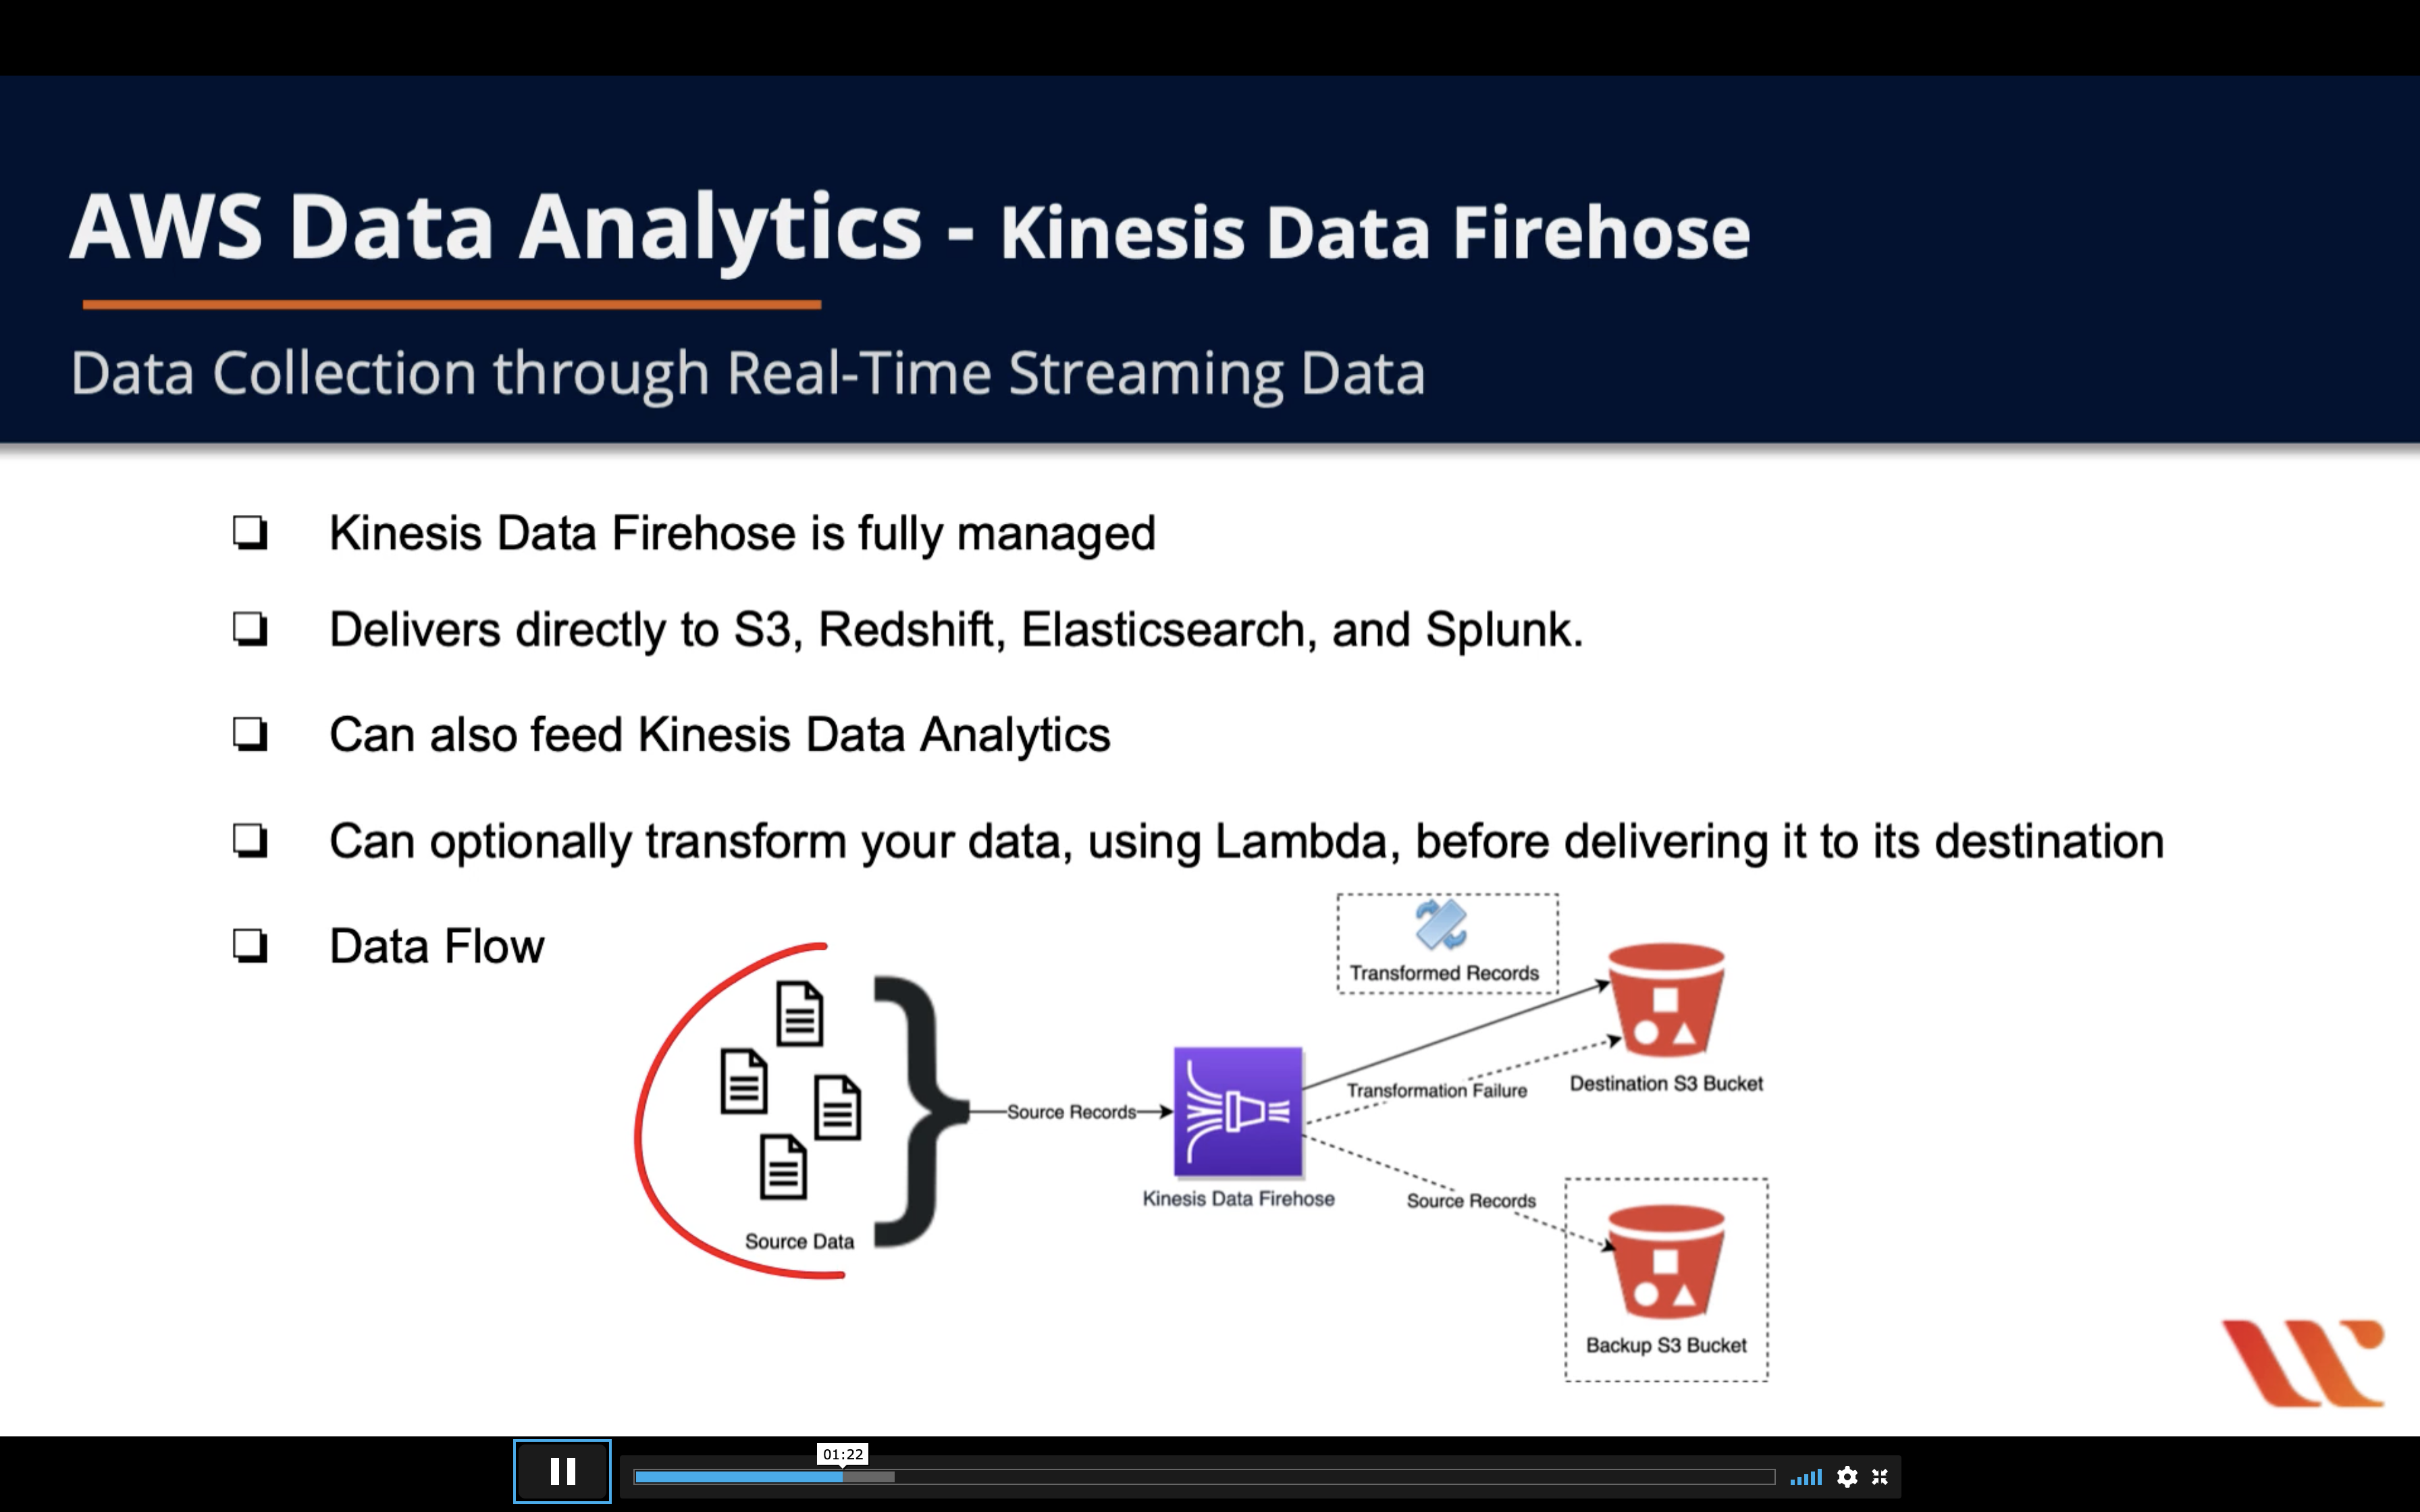 AWS Data Analytics - Kinesis Data Firehose
Data Collection through Real-Time Streaming Data
Kinesis Data Firehose is fully managed
Delivers directly to S3, Redshift, Elasticsearch, and Splunk.
Can also feed Kinesis Data Analytics
Can optionally transform your data, using Lambda, before delivering it to its destination
Data Flow
Transformed Records
Transformation Failure
Destination S3 Bucket
Source Records
Kinesis Data Firehose
Source Records
Source Data
Backup S3 Bucket
01:22